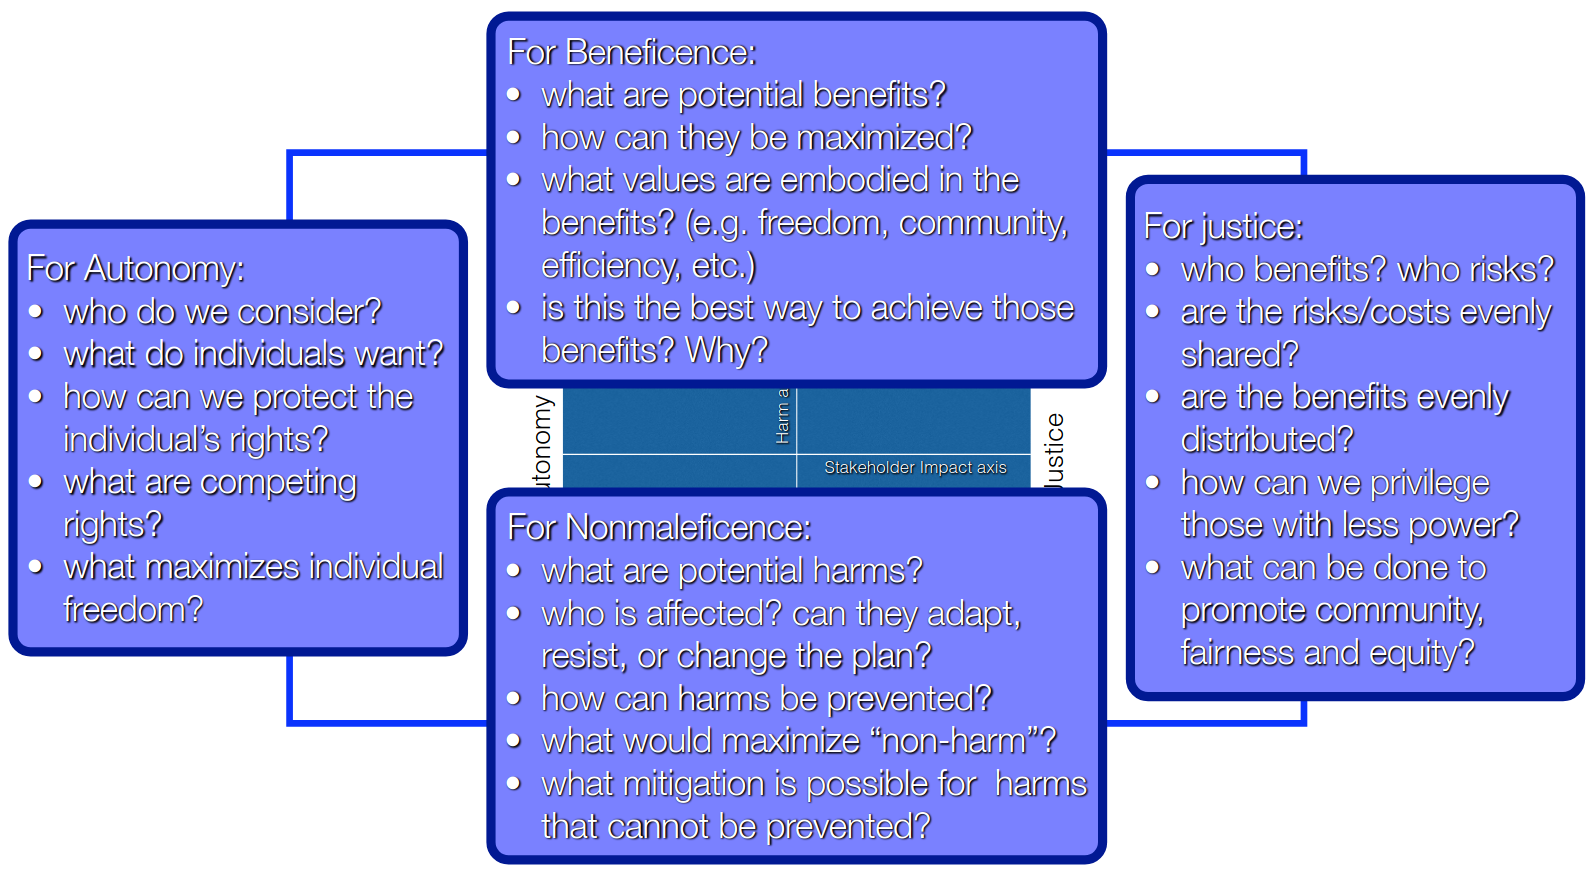 For Beneficence:
• what are potential benefits?
• how can they be maximized?
• what values are embodied in the
benefits? (e.g. freedom, community,
efficiency, etc.)
• is this the best way to achieve those
benefits? Why?
For Autonomy:
• who do we consider?
• what do individuals want?
• how can we protect the
individual’s rights?
• what are competing
rights?
• what maximizes individual
freedom?
For justice:
• who benefits? who risks?
• are the risks/costs evenly
shared?
• are the benefits evenly
distributed?
• how can we privilege
those with less power?
• what can be done to
promote community,
fairness and equity?
utonomy
Harm a
Stakeholder Impact axis
Justice
For Nonmaleficence:
• what are potential harms?
• who is affected? can they adapt,
resist, or change the plan?
• how can harms be prevented?
• what would maximize “non-harm”?
• what mitigation is possible for  harms
that cannot be prevented?